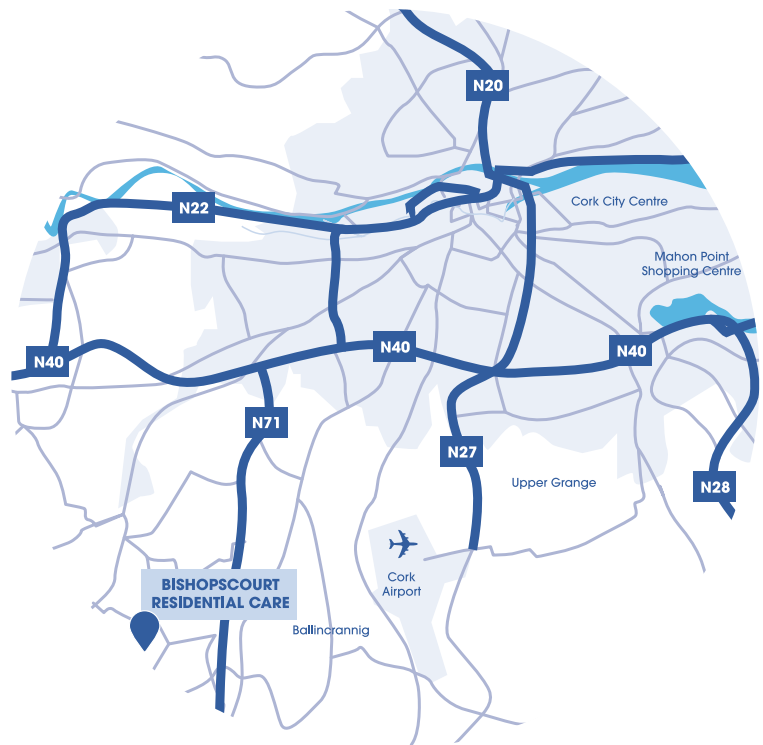 N20
Cork City Centre
N22
Mahon Point
Shopping Centre
N40
N40
N40
N71
N27
Upper Grange
N28
BISHOPSCOURT
RESIDENTIAL CARE
Cork
Airport
Ballincrannig